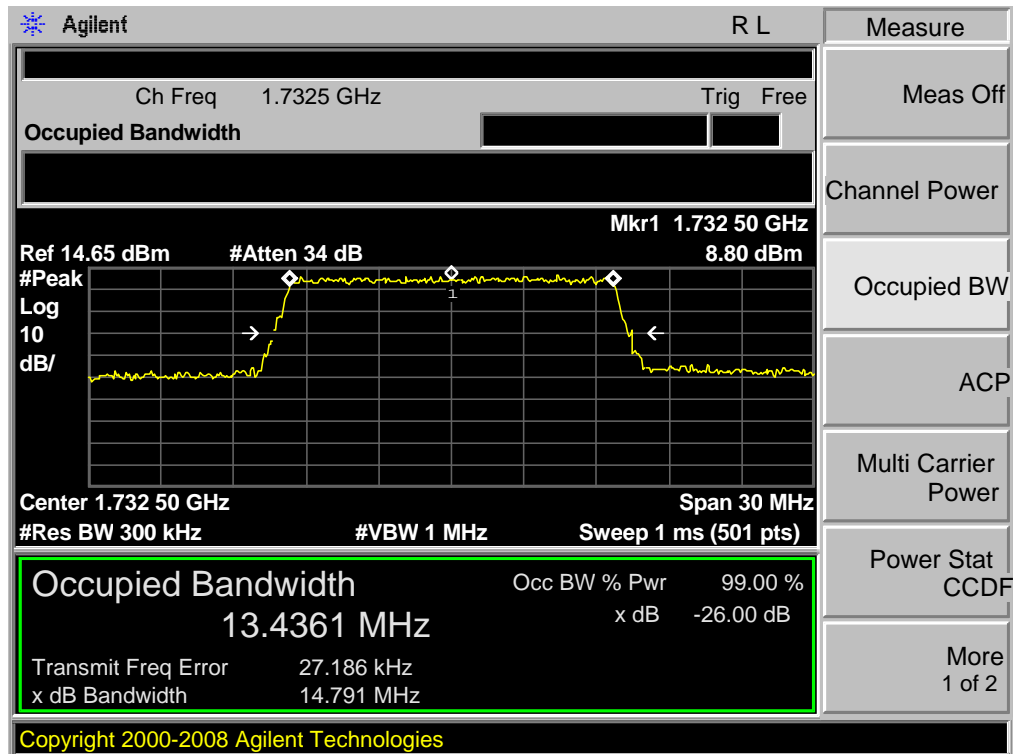 Agilent R L
Ch Freq 1.7325 GHz Trig Free
Occupied Bandwidth
Mkr1 1.732 50 GHz
Ref 14.65 dBm #Atten 34 dB 8.80 dBm
#Peak
Log
10
dB/
1
Center 1.732 50 GHz Span 30 MHz
#Res BW 300 kHz #VBW 1 MHz Sweep 1 ms (501 pts)
Occupied Bandwidth Occ BW % Pwr 99.00 %
13.4361 MHz x dB -26.00 dB
Transmit Freq Error 27.186 kHz
x dB Bandwidth 14.791 MHz
Copyright 2000-2008 Agilent Technologies
Measure
Meas Off
Channel Power
Occupied BW
ACP
Multi Carrier
Power
Power Stat
CCDF
More
1 of 2